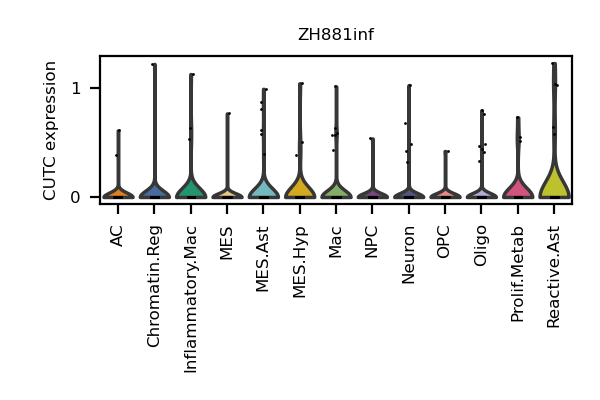 ZH881inf
CUTC expression
1
0
AC
Chromatin.Reg
Inflammatory.Mac
MES
MES.Ast
MES.Hyp
Mac
NPC
Neuron
OPC
Oligo
Prolif.Metab
Reactive.Ast